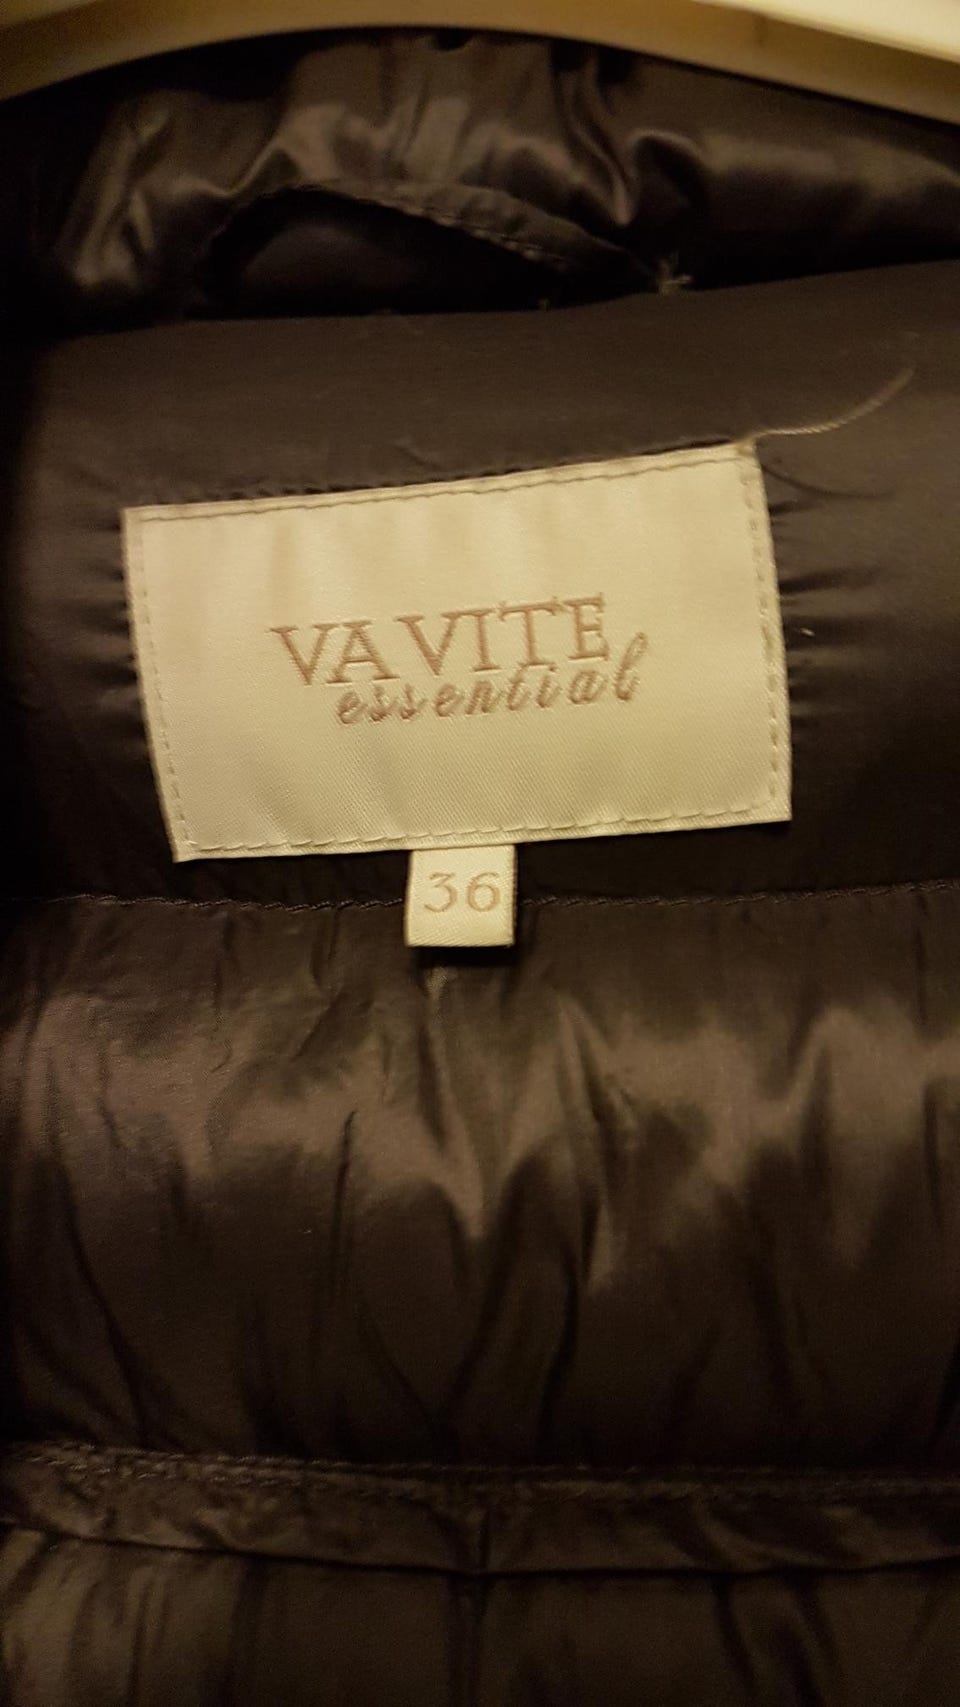 VA VITE
essential
36